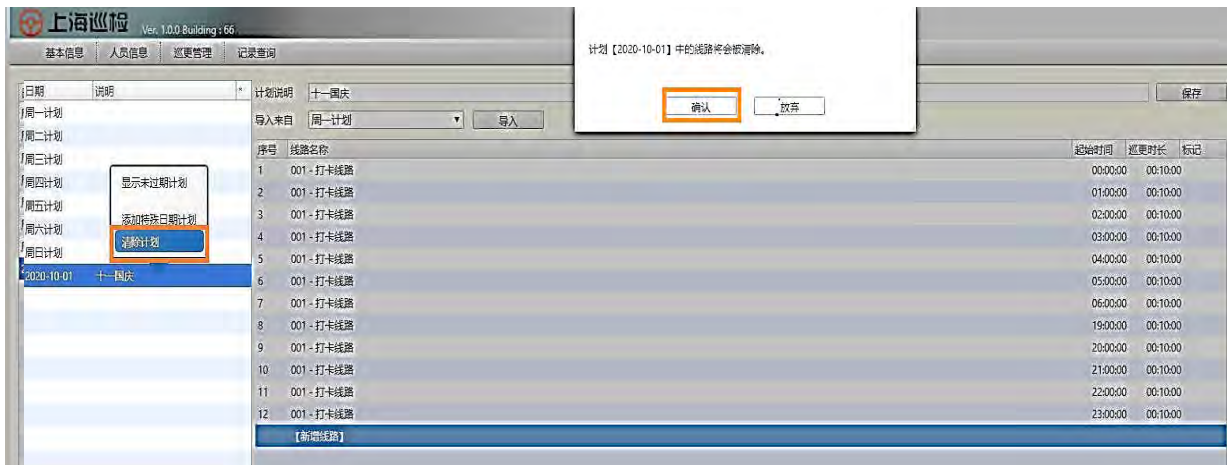 上海巡检 Ver. 1.0.0 Building : 66
基本信息 人员信息 巡更管理 记录查询
计划【2020-10-01】中的线路将会被清除。
确认 放弃
日期 说明
周一计划
周二计划
周三计划
周四计划
周五计划
周六计划
周日计划
2020-10-01 十一国庆
显示未过期计划
添加特殊日期计划
清除计划
计划说明 十一国庆 保存
导入来自 周一计划 导入
序号 线路名称 起始时间 巡更时长 标记
1 001 - 打卡线路 00:00:00 00:10:00
2 001 - 打卡线路 01:00:00 00:10:00
3 001 - 打卡线路 02:00:00 00:10:00
4 001 - 打卡线路 03:00:00 00:10:00
5 001 - 打卡线路 04:00:00 00:10:00
6 001 - 打卡线路 05:00:00 00:10:00
7 001 - 打卡线路 06:00:00 00:10:00
8 001 - 打卡线路 19:00:00 00:10:00
9 001 - 打卡线路 20:00:00 00:10:00
10 001 - 打卡线路 21:00:00 00:10:00
11 001 - 打卡线路 22:00:00 00:10:00
12 001 - 打卡线路 23:00:00 00:10:00
【新增线路】